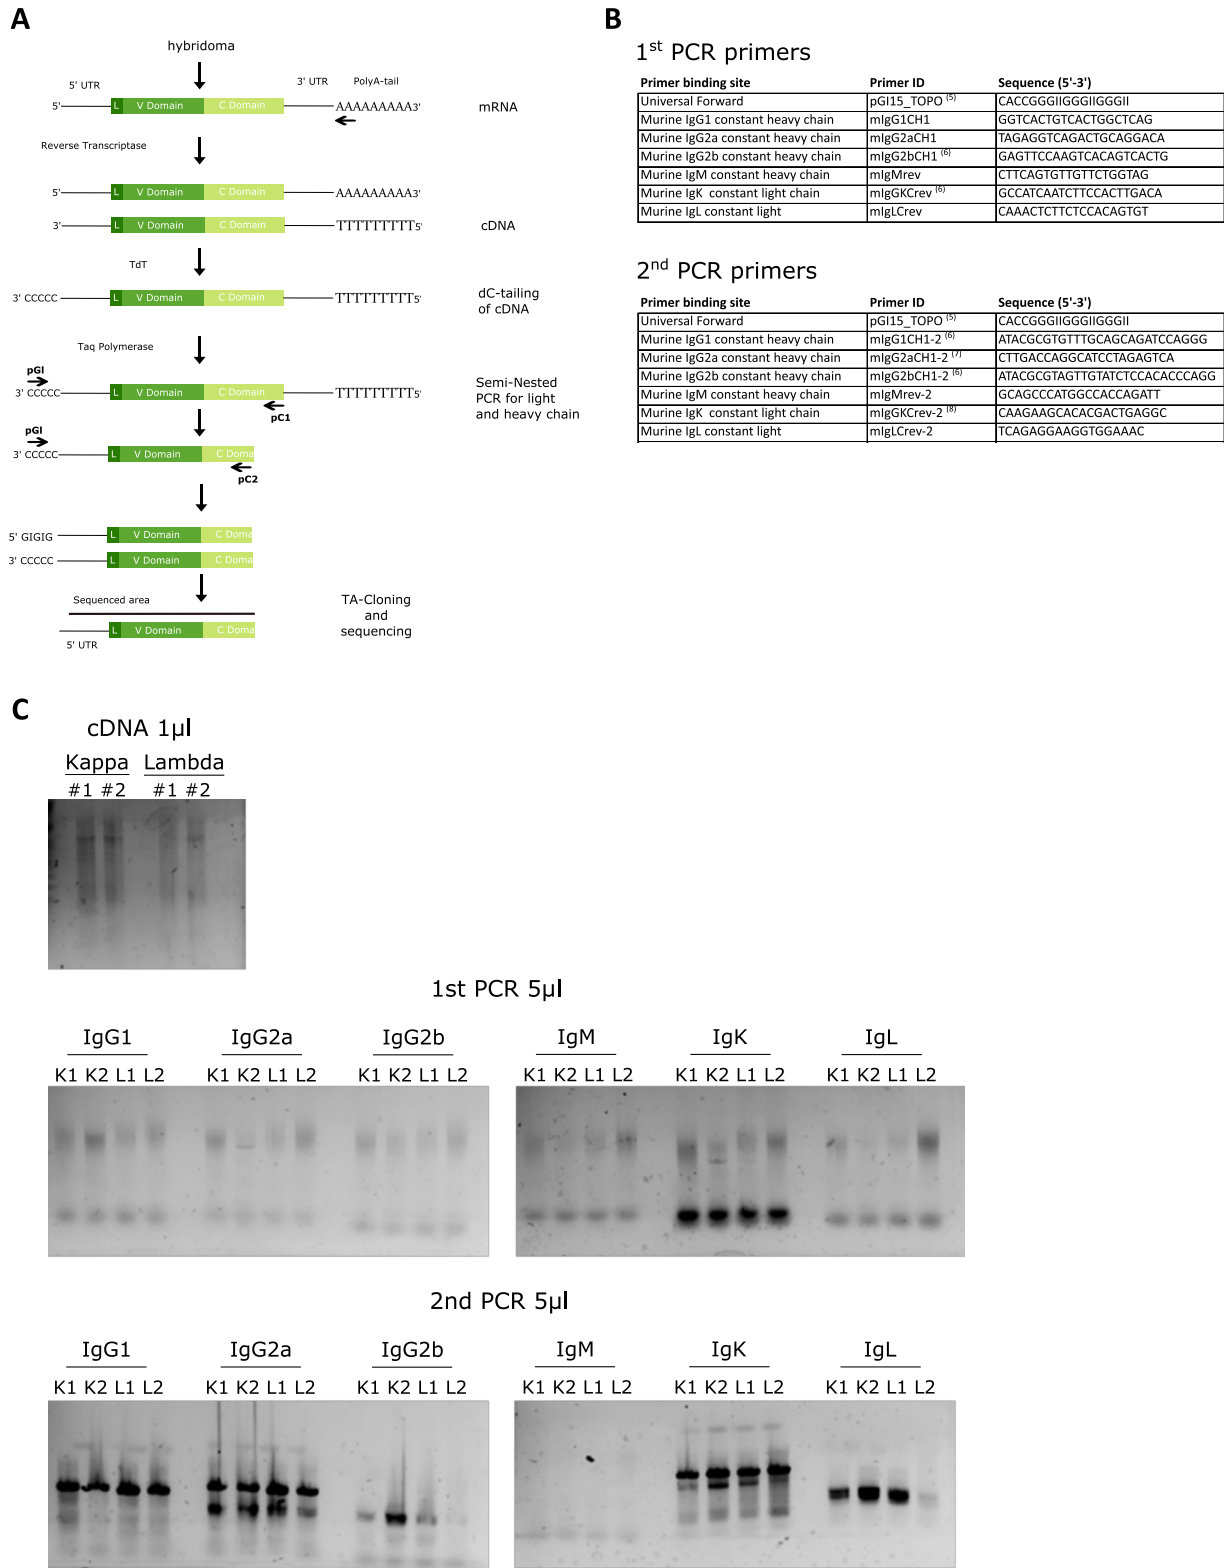 A
hybridoma
5' UTR
3' UTR
PolyA-tail
5'
L
V Domain
C Domain
AAAAAAAAA3'
mRNA
Reverse Transcriptase
5'
L
V Domain
C Domain
AAAAAAAAA3'
3'
L
V Domain
C Domain
TTTTTTTTT5'
cDNA
TdT
3' CCCCC
L
V Domain
C Domain
TTTTTTTTT5'
dC-tailing
of cDNA
Taq Polymerase
pGI
3' CCCCC
L
V Domain
C Domain
TTTTTTTTT5'
pC1
Semi-Nested
PCR for light
and heavy chain
pGI
3' CCCCC
L
V Domain
C Doma
pC2
5' GIGIG
L
V Domain
C Doma
3' CCCCC
L
V Domain
C Doma
Sequenced area
L
V Domain
C Doma
5' UTR
TA-Cloning
and
sequencing
B
1st PCR primers
Primer binding site Primer ID Sequence (5'-3')
Universal Forward pGI15_TOPO (5) CACCGGGIIGGGIIGGGII
Murine IgG1 constant heavy chain mIgG1CH1 GGTCACTGTCACTGGCTCAG
Murine IgG2a constant heavy chain mIgG2aCH1 TAGAGGTCAGACTGCAGGACA
Murine IgG2b constant heavy chain mIgG2bCH1 (6) GAGTTCCAAGTCACAGTCACTG
Murine IgM constant heavy chain mIgMrev CTTCAGTGTTGTTCTGGTAG
Murine IgK constant light chain mIgGKCrev (6) GCCATCAATCTTCCACTTGACA
Murine IgL constant light mIgLCrev CAAACTCTTCTCCACAGTGT
2nd PCR primers
Primer binding site Primer ID Sequence (5'-3')
Universal Forward pGI15_TOPO (5) CACCGGGIIGGGIIGGGII
Murine IgG1 constant heavy chain mIgG1CH1-2 (6) ATACGCGTGTTTGCAGCAGATCCAGGG
Murine IgG2a constant heavy chain mIgG2aCH1-2 (7) CTTGACCAGGCATCCTAGAGTCA
Murine IgG2b constant heavy chain mIgG2bCH1-2 (6) ATACGCGTAGTTGTATCTCCACACCCAGG
Murine IgM constant heavy chain mIgMrev-2 GCAGCCCATGGCCACCAGATT
Murine IgK constant light chain mIgGKCrev-2 (8) CAAGAAGCACACGACTGAGGC
Murine IgL constant light mIgLCrev-2 TCAGAGGAAGGTGGAAAC
C
cDNA 1µl
Kappa Lambda
#1 #2 #1 #2
1st PCR 5µl
IgG1 IgG2a IgG2b IgM IgK IgL
K1 K2 L1 L2 K1 K2 L1 L2 K1 K2 L1 L2 K1 K2 L1 L2 K1 K2 L1 L2 K1 K2 L1 L2
2nd PCR 5µl
IgG1 IgG2a IgG2b IgM IgK IgL
K1 K2 L1 L2 K1 K2 L1 L2 K1 K2 L1 L2 K1 K2 L1 L2 K1 K2 L1 L2 K1 K2 L1 L2